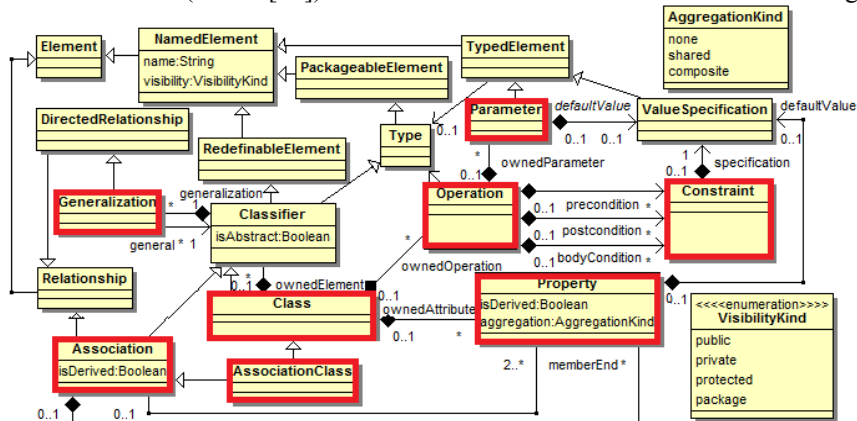 AggregationKind
none
shared
composite
Element
NamedElement
name:String
visibility:VisibilityKind
TypedElement
PackageableElement
DirectedRelationship
Type
0..1
Parameter
defaultValue
0..1
0..1
ValueSpecification
defaultValue
0..1
RedefinableElement
*
0..1
ownedParameter
1
0..1
specification
Generalization
generalization
*
1
general * 1
Classifier
isAbstract:Boolean
Operation
0..1
precondition *
0..1
postcondition *
0..1
bodyCondition *
Constraint
*
ownedOperation
Relationship
*
0..1
ownedElement
0..1
Class
ownedAttribute
0..1
*
Property
isDerived:Boolean
aggregation:AggregationKind
0..1
<<<<enumeration>>>>
VisibilityKind
public
private
protected
package
Association
isDerived:Boolean
AssociationClass
2..*
memberEnd *
0..1
0..1